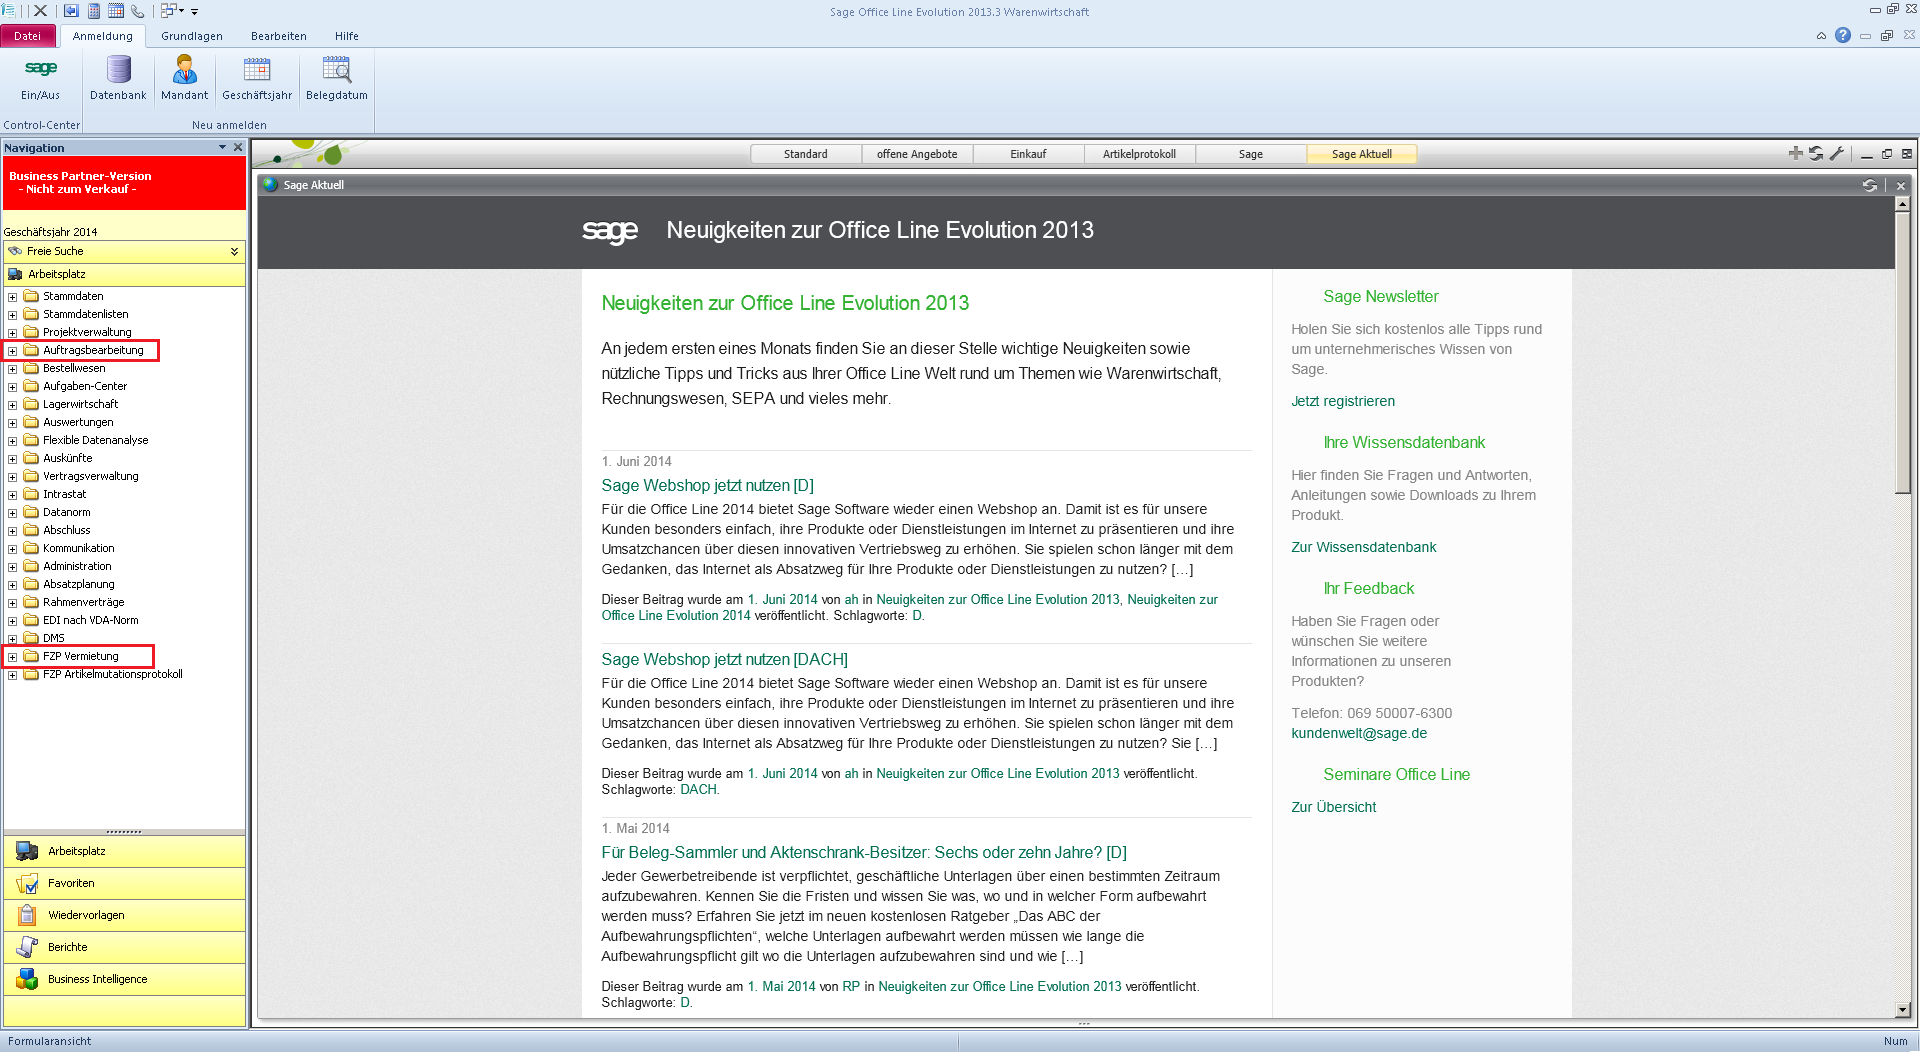 Sage Office Line Evolution 2013.3 Warenwirtschaft
Datei
Anmeldung
Grundlagen
Bearbeiten
Hilfe
sage
Ein/Aus
Datenbank
Mandant
Geschäftsjahr
Belegdatum
Control-Center
Neu anmelden
Navigation
Business Partner-Version
- Nicht zum Verkauf -
Geschäftsjahr 2014
Freie Suche
Arbeitsplatz
Stammdaten
Stammdatenlisten
Projektverwaltung
Auftragsbearbeitung
Bestellwesen
Aufgaben-Center
Lagerwirtschaft
Auswertungen
Flexible Datenanalyse
Auskünfte
Vertragsverwaltung
Intrastat
Datanorm
Abschluss
Kommunikation
Administration
Absatzplanung
Rahmenverträge
EDI nach VDA-Norm
DMS
FZP Vermietung
FZP Artikelmutationsprotokoll
Arbeitsplatz
Favoriten
Wiedervorlagen
Berichte
Business Intelligence
Standard
offene Angebote
Einkauf
Artikelprotokoll
Sage
Sage Aktuell
Sage Aktuell
sage
Neuigkeiten zur Office Line Evolution 2013
Neuigkeiten zur Office Line Evolution 2013
An jedem ersten eines Monats finden Sie an dieser Stelle wichtige Neuigkeiten sowie
nützliche Tipps und Tricks aus Ihrer Office Line Welt rund um Themen wie Warenwirtschaft,
Rechnungswesen, SEPA und vieles mehr.
1. Juni 2014
Sage Webshop jetzt nutzen [D]
Für die Office Line 2014 bietet Sage Software wieder einen Webshop an. Damit ist es für unsere
Kunden besonders einfach, ihre Produkte oder Dienstleistungen im Internet zu präsentieren und ihre
Umsatzchancen über diesen innovativen Vertriebsweg zu erhöhen. Sie spielen schon länger mit dem
Gedanken, das Internet als Absatzweg für Ihre Produkte oder Dienstleistungen zu nutzen? […]
Dieser Beitrag wurde am 1. Juni 2014 von ah in Neuigkeiten zur Office Line Evolution 2013, Neuigkeiten zur
Office Line Evolution 2014 veröffentlicht. Schlagworte: D.
Sage Webshop jetzt nutzen [DACH]
Für die Office Line 2014 bietet Sage Software wieder einen Webshop an. Damit ist es für unsere
Kunden besonders einfach, ihre Produkte oder Dienstleistungen im Internet zu präsentieren und ihre
Umsatzchancen über diesen innovativen Vertriebsweg zu erhöhen. Sie spielen schon länger mit dem
Gedanken, das Internet als Absatzweg für Ihre Produkte oder Dienstleistungen zu nutzen? Sie […]
Dieser Beitrag wurde am 1. Juni 2014 von ah in Neuigkeiten zur Office Line Evolution 2013 veröffentlicht.
Schlagworte: DACH.
1. Mai 2014
Für Beleg-Sammler und Aktenschrank-Besitzer: Sechs oder zehn Jahre? [D]
Jeder Gewerbetreibende ist verpflichtet, geschäftliche Unterlagen über einen bestimmten Zeitraum
aufzubewahren. Kennen Sie die Fristen und wissen Sie was, wo und in welcher Form aufbewahrt
werden muss? Erfahren Sie jetzt im neuen kostenlosen Ratgeber „Das ABC der
Aufbewahrungspflichten“, welche Unterlagen aufbewahrt werden müssen wie lange die
Aufbewahrungspflicht gilt wo die Unterlagen aufzubewahren sind und wie […]
Dieser Beitrag wurde am 1. Mai 2014 von RP in Neuigkeiten zur Office Line Evolution 2013 veröffentlicht.
Schlagworte: D.
Sage Newsletter
Holen Sie sich kostenlos alle Tipps rund
um unternehmerisches Wissen von
Sage.
Jetzt registrieren
Ihre Wissensdatenbank
Hier finden Sie Fragen und Antworten,
Anleitungen sowie Downloads zu Ihrem
Produkt.
Zur Wissensdatenbank
Ihr Feedback
Haben Sie Fragen oder
wünschen Sie weitere
Informationen zu unseren
Produkten?
Telefon: 069 50007-6300
kundenwelt@sage.de
Seminare Office Line
Zur Übersicht
Formularansicht
Num